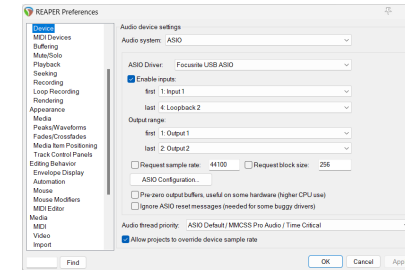 REAPER Preferences
Device
MIDI Devices
Buffering
Mute/Solo
Playback
Seeking
Recording
Loop Recording
Rendering
Appearance
Media
Peaks/Waveforms
Fades/Crossfades
Media Item Positioning
Track Control Panels
Editing Behavior
Envelope Display
Automation
Mouse
Mouse Modifiers
MIDI Editor
Media
MIDI
Video
Import
Find
Audio device settings
Audio system: ASIO
ASIO Driver: Focusrite USB ASIO
Enable inputs:
first 1: Input 1
last 4: Loopback 2
Output range:
first 1: Output 1
last 2: Output 2
Request sample rate: 44100 Request block size: 256
ASIO Configuration...
Pre-zero output buffers, useful on some hardware (higher CPU use)
Ignore ASIO reset messages (needed for some buggy drivers)
Audio thread priority: ASIO Default / MMCSS Pro Audio / Time Critical
Allow projects to override device sample rate
OK Cancel App